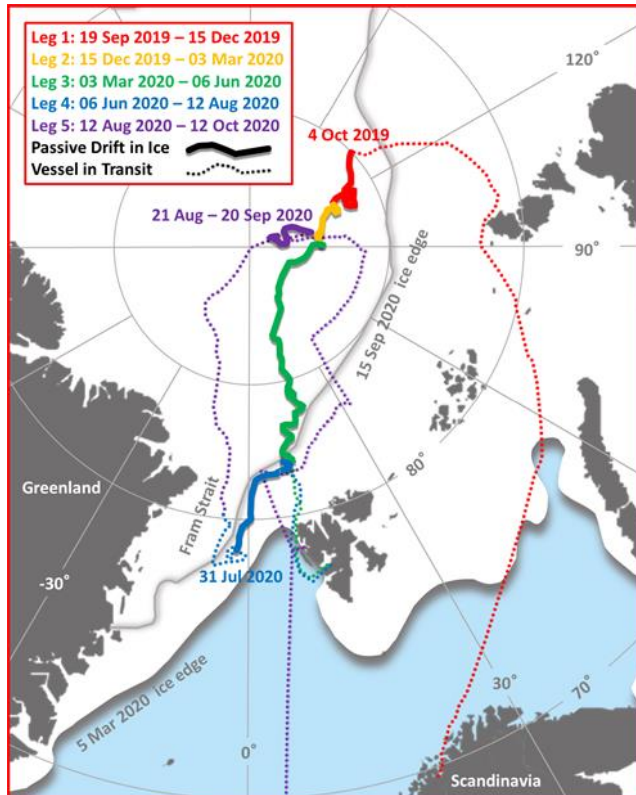 Leg 1: 19 Sep 2019 – 15 Dec 2019
Leg 2: 15 Dec 2019 – 03 Mar 2020
Leg 3: 03 Mar 2020 – 06 Jun 2020
Leg 4: 06 Jun 2020 – 12 Aug 2020
Leg 5: 12 Aug 2020 – 12 Oct 2020
Passive Drift in Ice
Vessel in Transit
120°
4 Oct 2019
21 Aug – 20 Sep 2020
90°
15 Sep 2020 ice edge
80°
Greenland
Fram Strait
-30°
31 Jul 2020
5 Mar 2020 ice edge
0°
30°
70°
Scandinavia